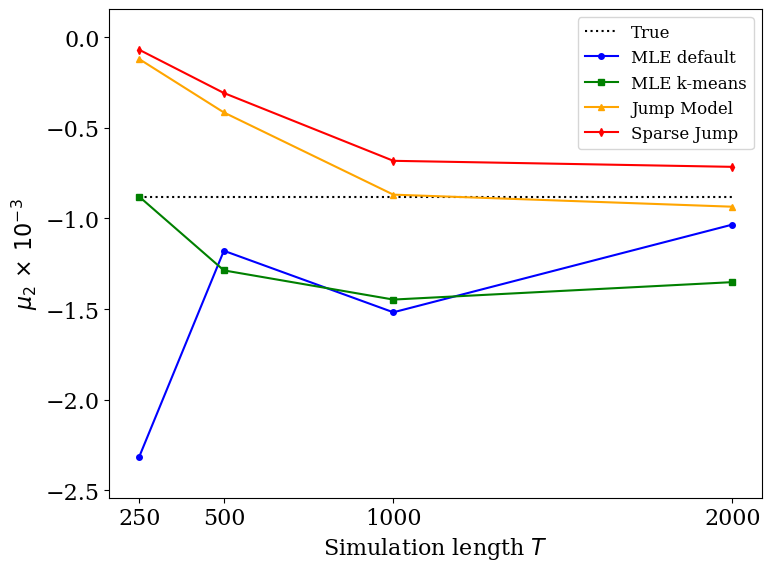 0.0
−0.5
−1.0
−1.5
−2.0
−2.5
μ₂ × 10⁻³
250
500
1000
2000
Simulation length T
True
MLE default
MLE k-means
Jump Model
Sparse Jump